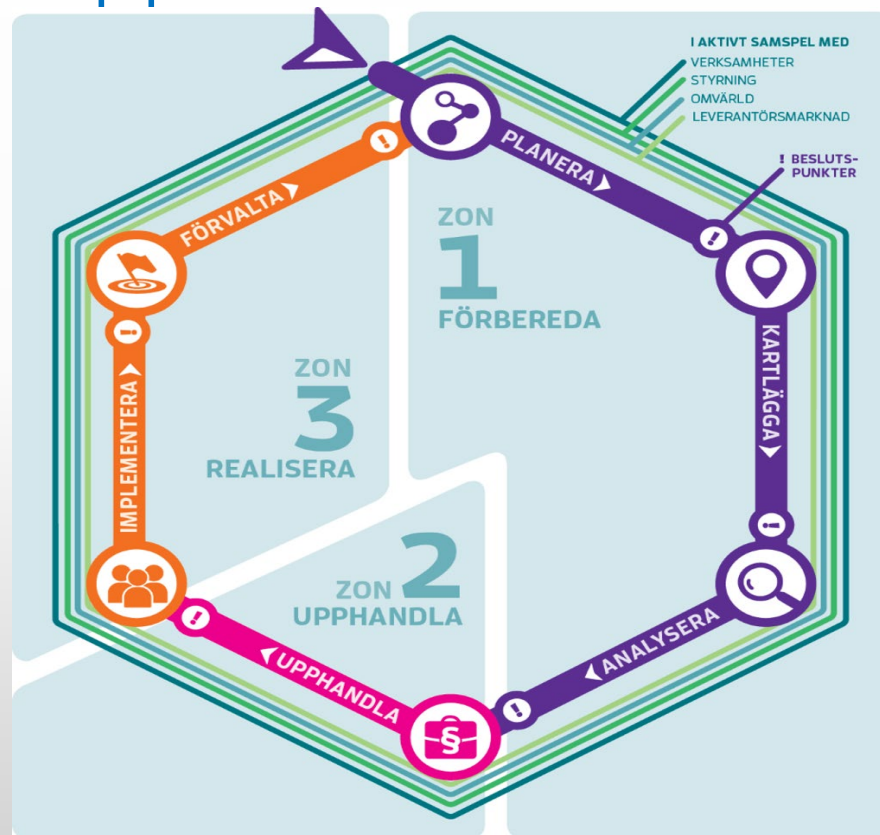 I AKTIVT SAMSPEL MED
VERKSAMHETER
STYRNING
OMVÄRLD
LEVERANTÖRSMARKNAD
! BESLUTS-
PUNKTER
PLANERA
!
KARTLÄGGA
!
ANALYSERA
!
§
UPPHANDLA
!
IMPLEMENTERA
!
FÖRVALTA
!
ZON
1
FÖRBEREDA
ZON 2
UPPHANDLA
ZON
3
REALISERA